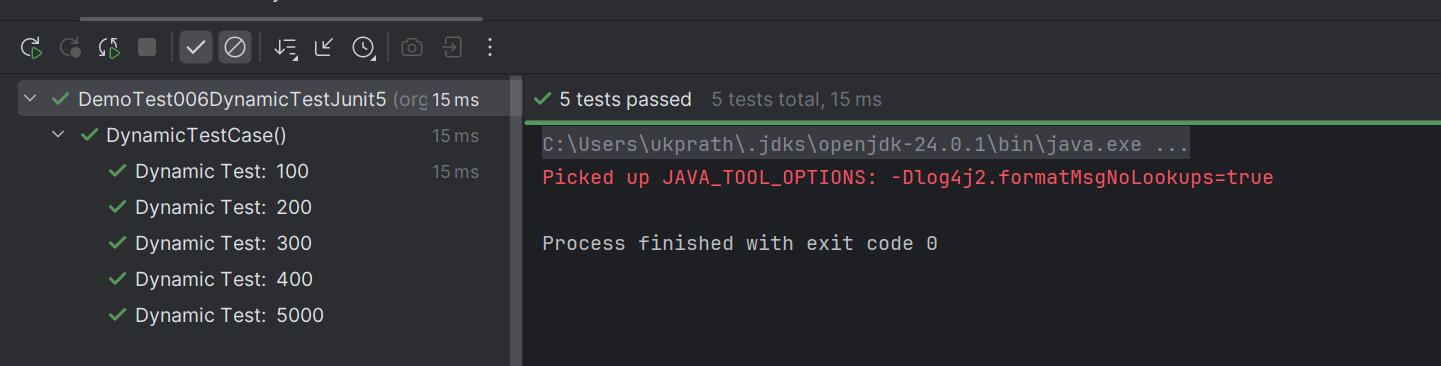 DemoTest006DynamicTestJunit5 (org 15 ms
DynamicTestCase() 15 ms
Dynamic Test: 100 15 ms
Dynamic Test: 200
Dynamic Test: 300
Dynamic Test: 400
Dynamic Test: 5000
5 tests passed 5 tests total, 15 ms
C:\Users\ukprath\.jdks\openjdk-24.0.1\bin\java.exe ...
Picked up JAVA_TOOL_OPTIONS: -Dlog4j2.formatMsgNoLookups=true
Process finished with exit code 0